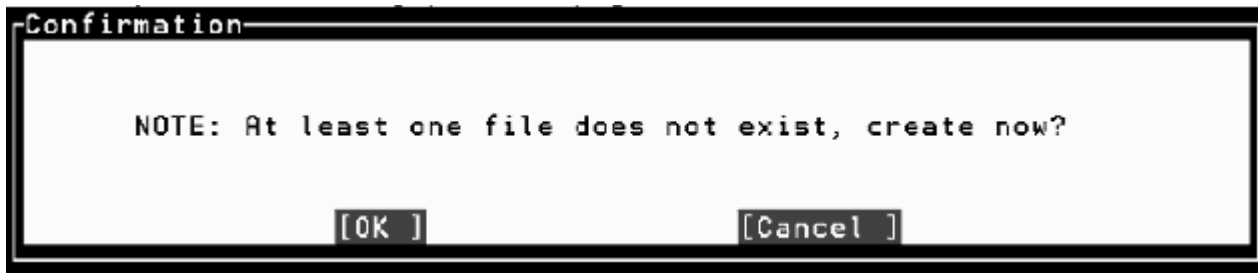 Confirmation
NOTE: At least one file does not exist, create now?
[OK ] [Cancel ]